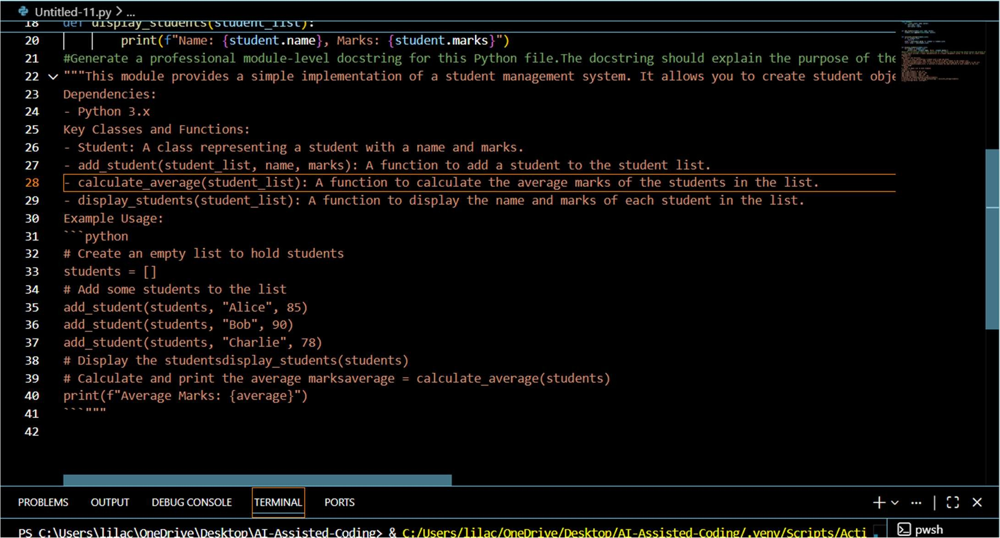 Untitled-11.py > ...
18 def display_students(student_list):
20 print(f"Name: {student.name}, Marks: {student.marks}")
21 #Generate a professional module-level docstring for this Python file.The docstring should explain the purpose of the
22 """This module provides a simple implementation of a student management system. It allows you to create student obje
23 Dependencies:
24 - Python 3.x
25 Key Classes and Functions:
26 - Student: A class representing a student with a name and marks.
27 - add_student(student_list, name, marks): A function to add a student to the student list.
28 - calculate_average(student_list): A function to calculate the average marks of the students in the list.
29 - display_students(student_list): A function to display the name and marks of each student in the list.
30 Example Usage:
31 ```python
32 # Create an empty list to hold students
33 students = []
34 # Add some students to the list
35 add_student(students, "Alice", 85)
36 add_student(students, "Bob", 90)
37 add_student(students, "Charlie", 78)
38 # Display the studentsdisplay_students(students)
39 # Calculate and print the average marksaverage = calculate_average(students)
40 print(f"Average Marks: {average}")
41 ```"""
42
PROBLEMS OUTPUT DEBUG CONSOLE TERMINAL PORTS
PS C:\Users\lilac\OneDrive\Desktop\AI-Assisted-Coding> & C:/Users/lilac/OneDrive/Desktop/AI-Assisted-Coding/.venv/Scripts/Acti
pwsh